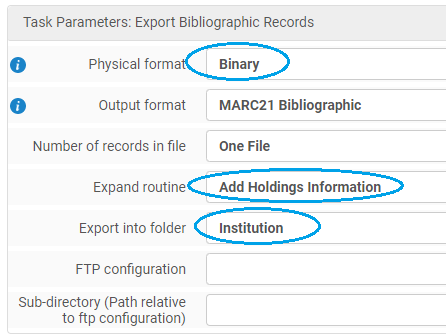 Task Parameters: Export Bibliographic Records
Physical format Binary
Output format MARC21 Bibliographic
Number of records in file One File
Expand routine Add Holdings Information
Export into folder Institution
FTP configuration
Sub-directory (Path relative
to ftp configuration)